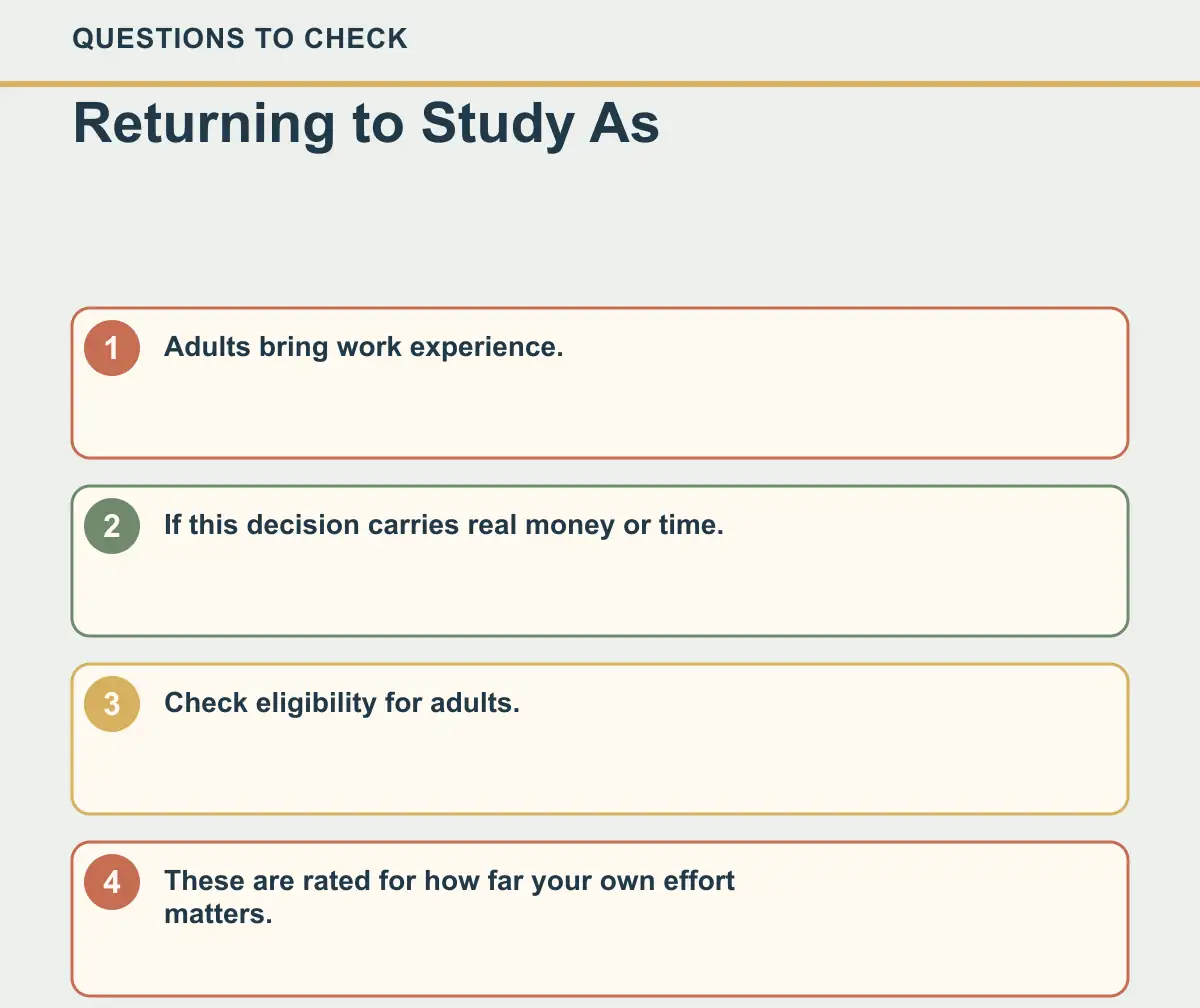 QUESTIONS TO CHECK
Returning to Study As
1
Adults bring work experience.
2
If this decision carries real money or time.
3
Check eligibility for adults.
4
These are rated for how far your own effort
matters.